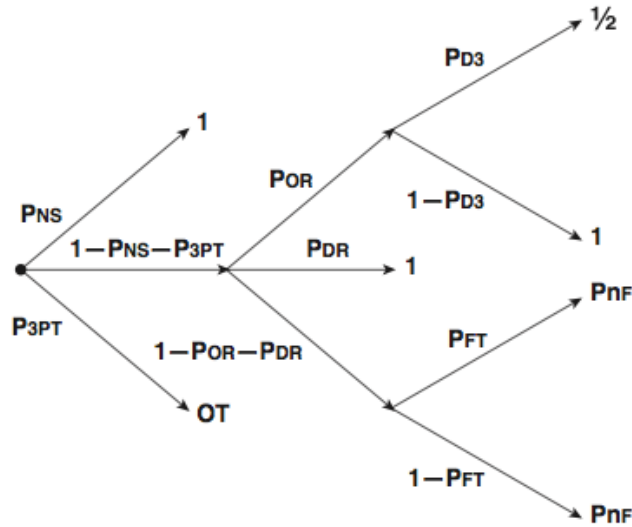 ½
PD3
1
POR
1−PD3
PNS
1−PNS−P3PT
PDR
1
1
P3PT
PnF
1−POR−PDR
PFT
OT
1−PFT
PnF